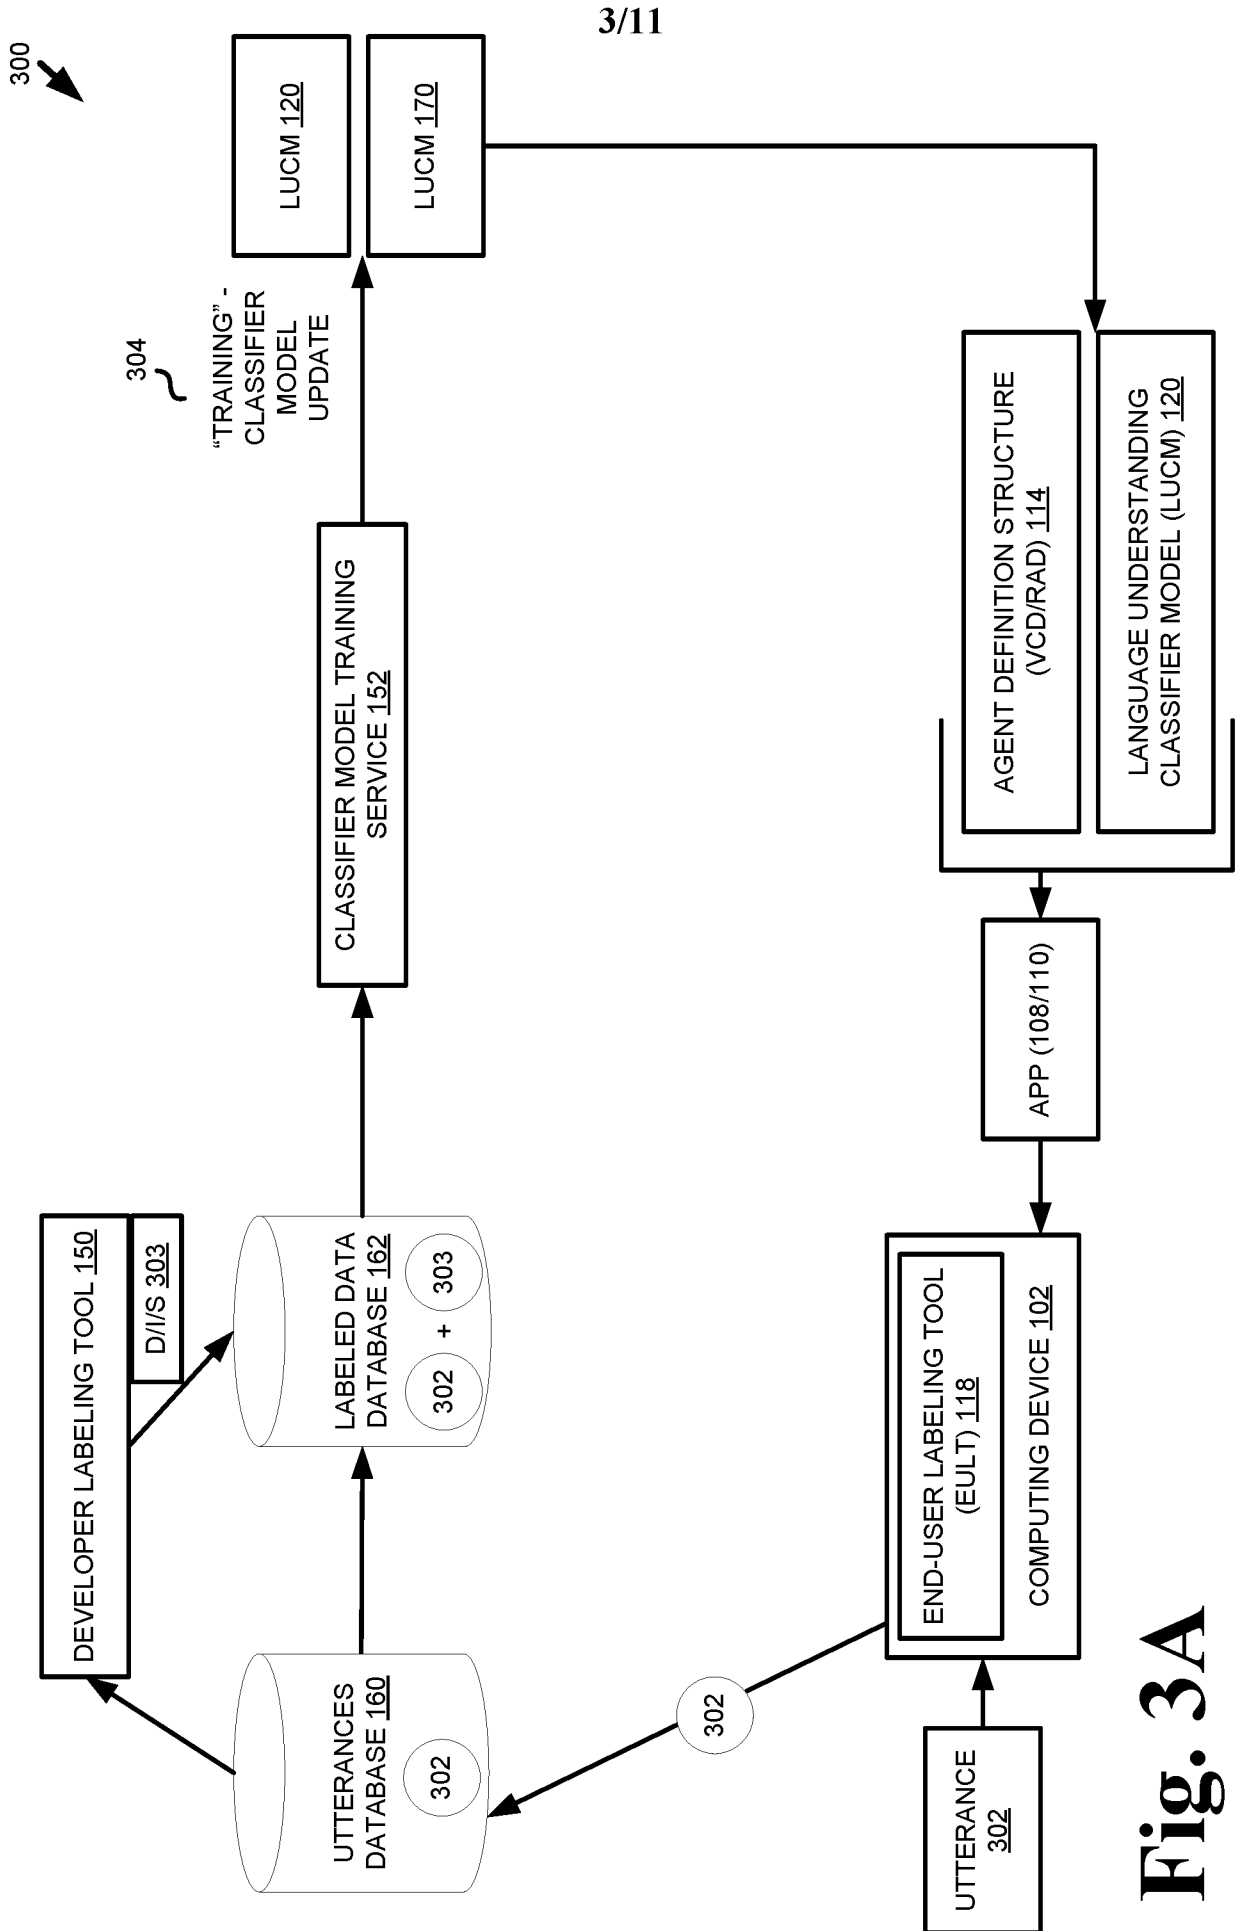 3/11
300
DEVELOPER LABELING TOOL 150
D/I/S 303
UTTERANCES
DATABASE 160
302
LABELED DATA
DATABASE 162
302
+
303
CLASSIFIER MODEL TRAINING
SERVICE 152
304
“TRAINING” -
CLASSIFIER
MODEL
UPDATE
LUCM 120
LUCM 170
302
UTTERANCE
302
END-USER LABELING TOOL
(EULT) 118
COMPUTING DEVICE 102
APP (108/110)
AGENT DEFINITION STRUCTURE
(VCD/RAD) 114
LANGUAGE UNDERSTANDING
CLASSIFIER MODEL (LUCM) 120
Fig. 3A